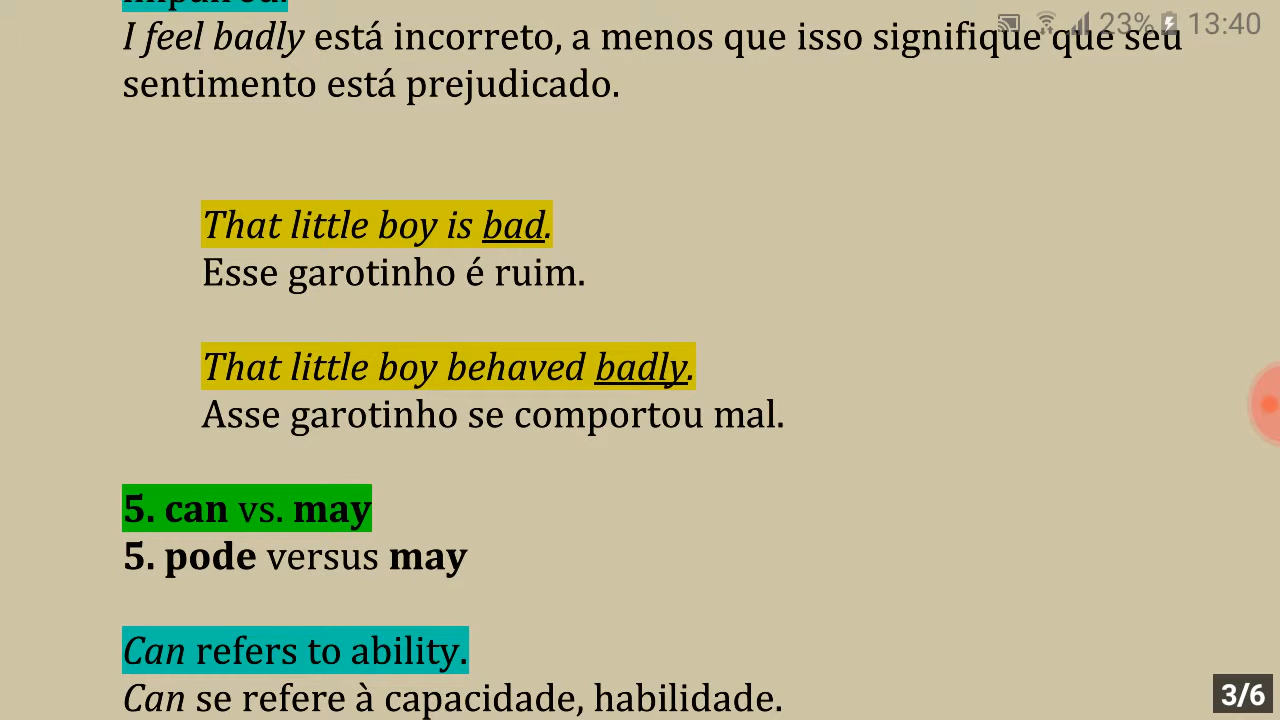 23% 13:40
I feel badly está incorreto, a menos que isso signifique que seu
sentimento está prejudicado.
That little boy is bad.
Esse garotinho é ruim.
That little boy behaved badly.
Asse garotinho se comportou mal.
5. can vs. may
5. pode versus may
Can refers to ability.
Can se refere à capacidade, habilidade.
3/6